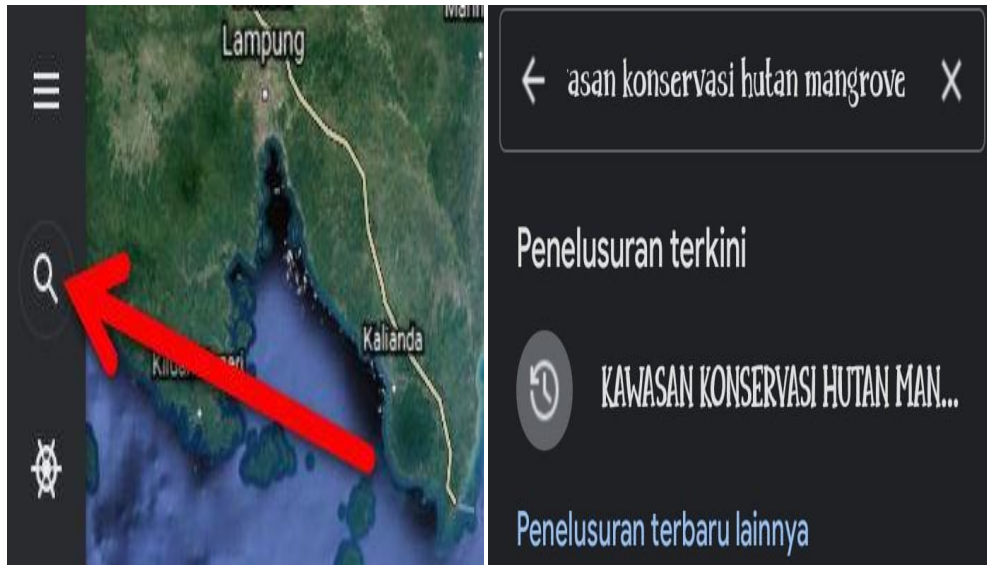 Lampung
Kalianda
asan konservasi hutan mangrove
Penelusuran terkini
KAWASAN KONSERVASI HUTAN MAN...
Penelusuran terbaru lainnya